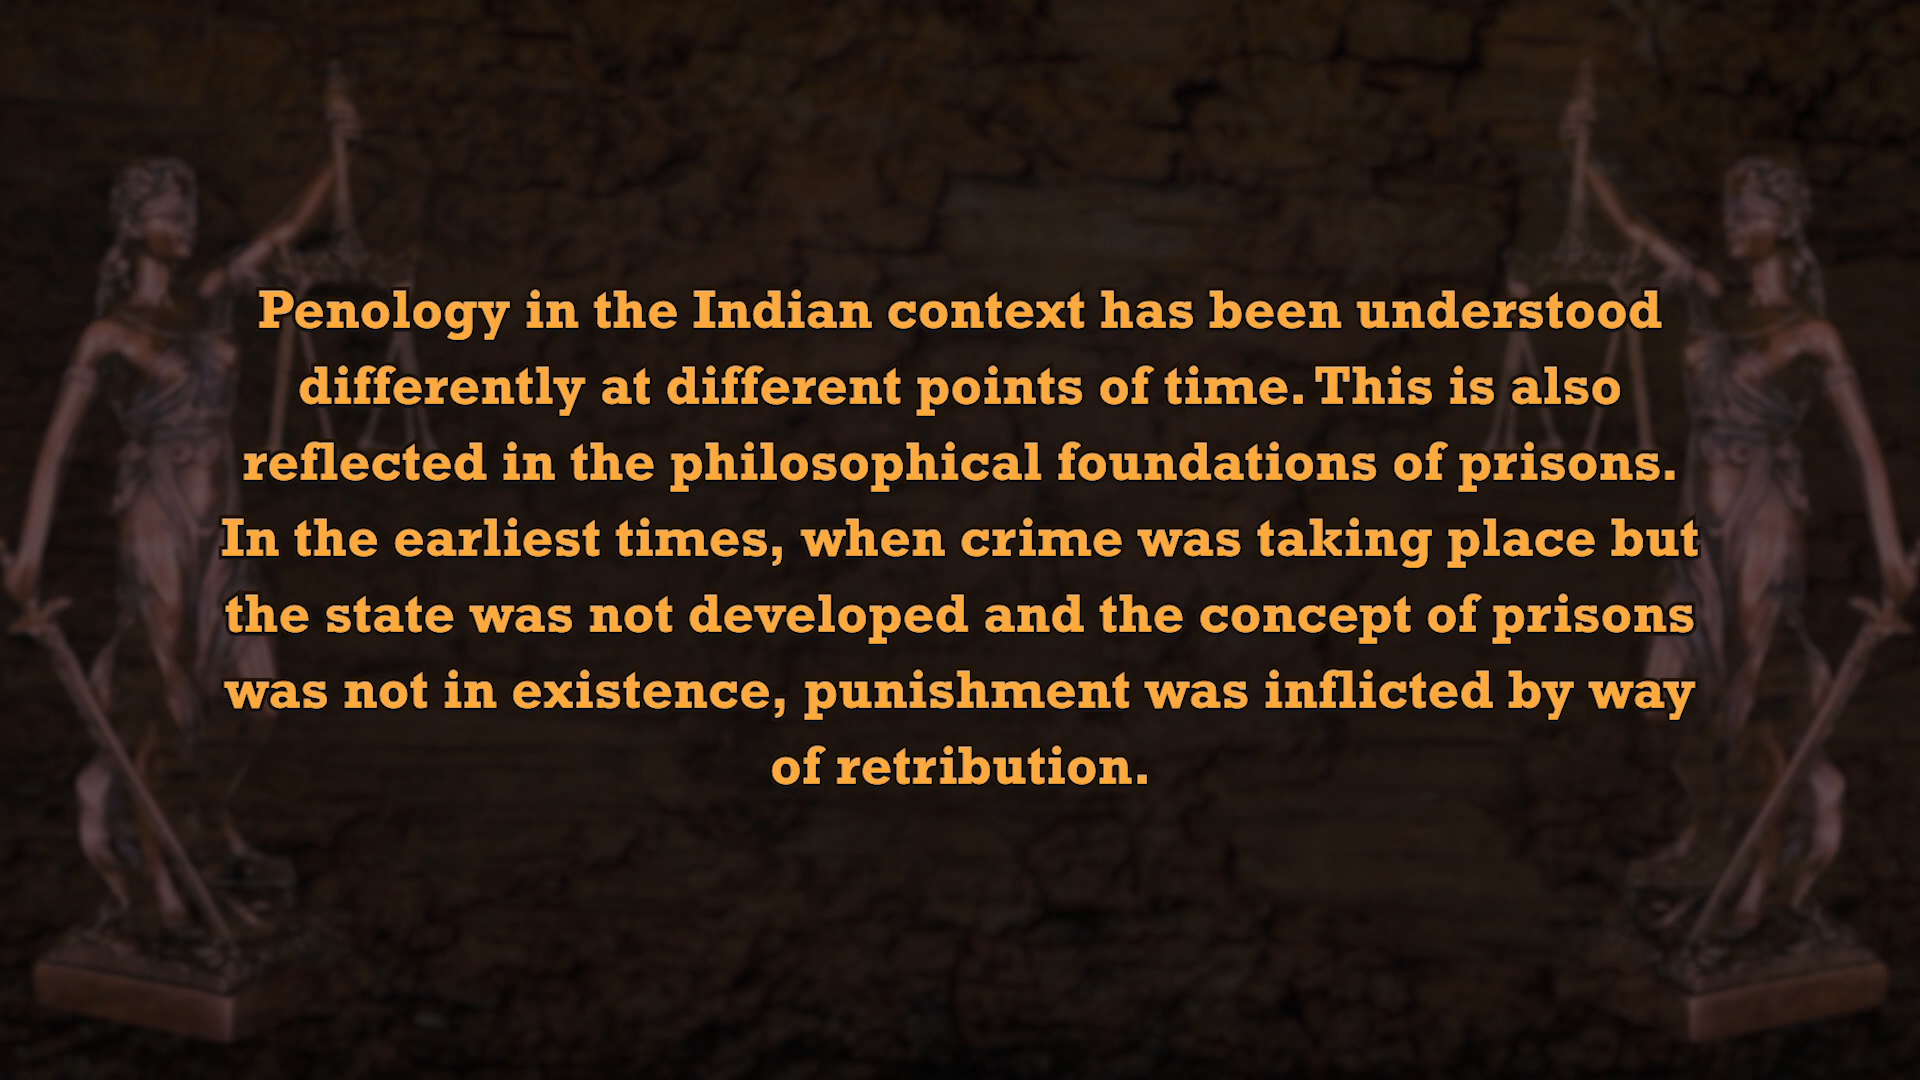 Penology in the Indian context has been understood
differently at different points of time. This is also
reflected in the philosophical foundations of prisons.
In the earliest times, when crime was taking place but
the state was not developed and the concept of prisons
was not in existence, punishment was inflicted by way
of retribution.